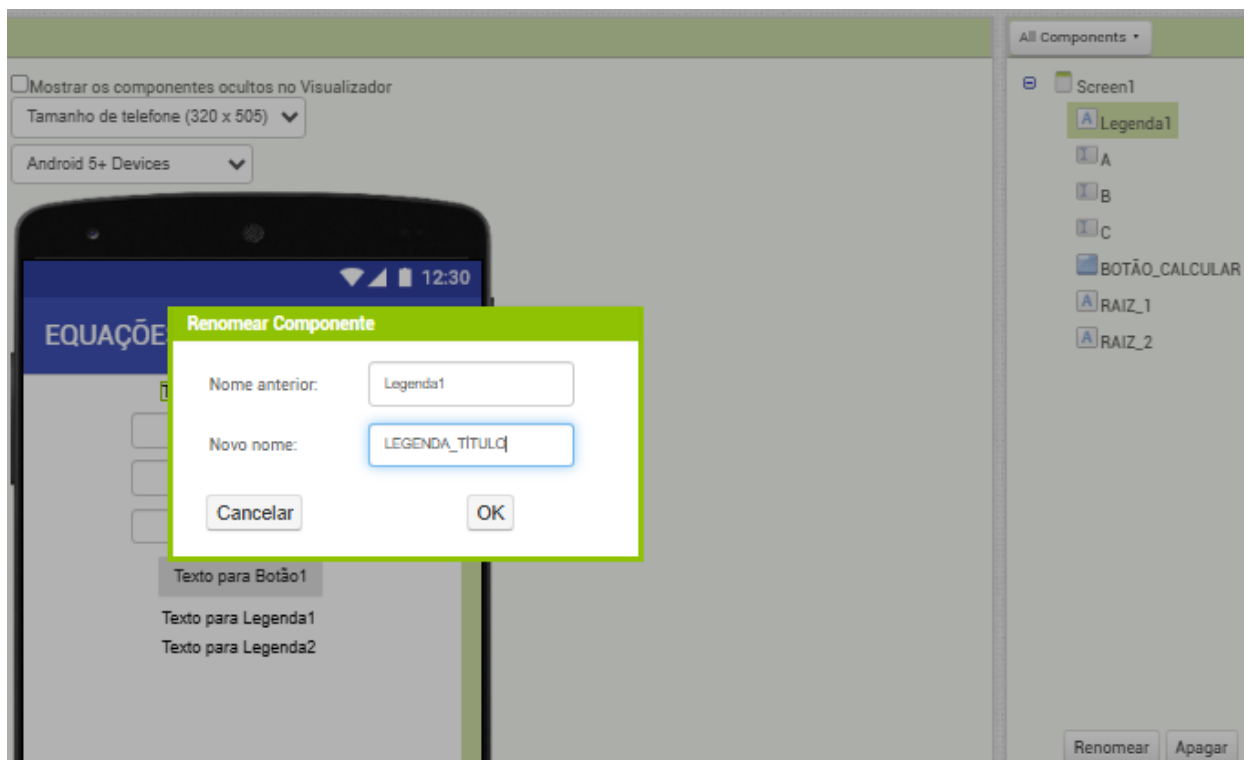 All Components
Mostrar os componentes ocultos no Visualizador
Tamanho de telefone (320 x 505)
Android 5+ Devices
12:30
EQUAÇÕE
Renomear Componente
Nome anterior:
Legenda1
Novo nome:
LEGENDA_TÍTULO
Cancelar
OK
Texto para Botão1
Texto para Legenda1
Texto para Legenda2
Screen1
Legenda1
A
B
C
BOTÃO_CALCULAR
RAIZ_1
RAIZ_2
Renomear
Apagar